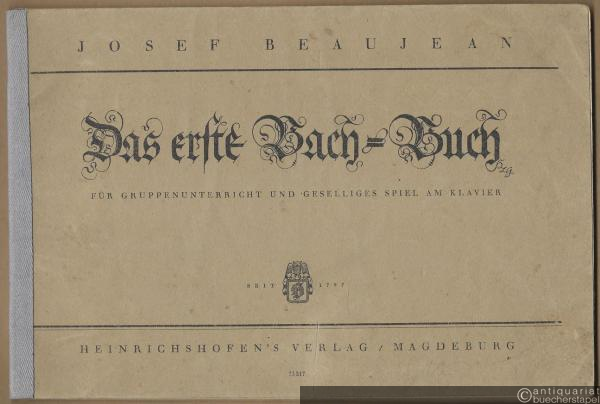 JOSEF BEAUJEAN
Das erste Bach=Buch
FÜR GRUPPENUNTERRICHT UND GESELLIGES SPIEL AM KLAVIER
SEIT 1797
HEINRICHSHOFEN'S VERLAG / MAGDEBURG
©antiquariat
buecherstapel